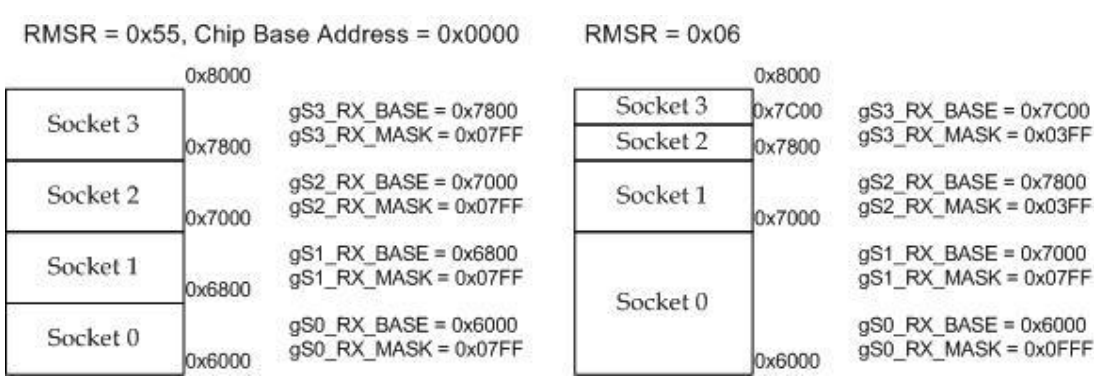 RMSR = 0x55, Chip Base Address = 0x0000
0x8000
Socket 3
gS3_RX_BASE = 0x7800
gS3_RX_MASK = 0x07FF
0x7800
Socket 2
gS2_RX_BASE = 0x7000
gS2_RX_MASK = 0x07FF
0x7000
Socket 1
gS1_RX_BASE = 0x6800
gS1_RX_MASK = 0x07FF
0x6800
Socket 0
gS0_RX_BASE = 0x6000
gS0_RX_MASK = 0x07FF
0x6000
RMSR = 0x06
0x8000
Socket 3
0x7C00
gS3_RX_BASE = 0x7C00
gS3_RX_MASK = 0x03FF
Socket 2
0x7800
Socket 1
gS2_RX_BASE = 0x7800
gS2_RX_MASK = 0x03FF
0x7000
gS1_RX_BASE = 0x7000
gS1_RX_MASK = 0x07FF
Socket 0
gS0_RX_BASE = 0x6000
gS0_RX_MASK = 0x0FFF
0x6000